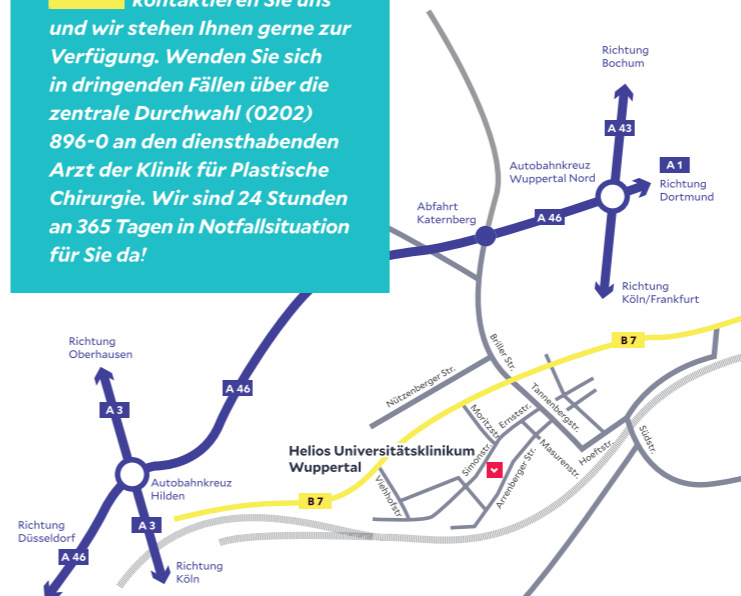 kontaktieren Sie uns
und wir stehen Ihnen gerne zur
Verfügung. Wenden Sie sich
in dringenden Fällen über die
zentrale Durchwahl (0202)
896-0 an den diensthabenden
Arzt der Klinik für Plastische
Chirurgie. Wir sind 24 Stunden
an 365 Tagen in Notfallsituation
für Sie da!
Richtung
Bochum
A 43
Autobahnkreuz
Wuppertal Nord
A 1
Richtung
Dortmund
Abfahrt
Katernberg
A 46
Richtung
Köln/Frankfurt
B 7
Richtung
Oberhausen
A 46
A 3
Briller Str.
Nützenberger Str.
Tannenbergstr.
Moritzstr.
Ernststr.
Helios Universitätsklinikum
Wuppertal
Simonstr.
Masurenstr.
Hoeftstr.
Südstr.
Arrenberger Str.
Viehhofstr.
Autobahnkreuz
Hilden
B 7
A 3
Richtung
Düsseldorf
A 46
Richtung
Köln